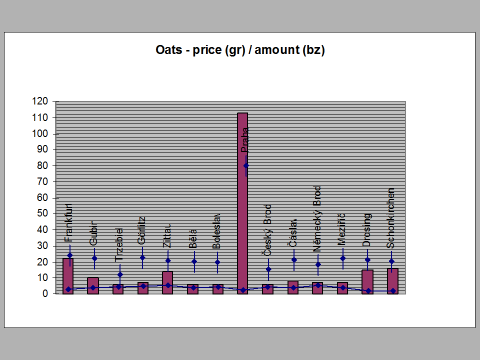 Oats - price (gr) / amount (bz)
120
110
100
90
80
70
60
50
40
30
20
10
0
Frankfurt
Gubin
Trzebiel
Görlitz
Zittau
Bělá
Boleslav
Praha
Český Brod
Čáslav
Německý Brod
Meziříč
Drosing
Schönkirchen